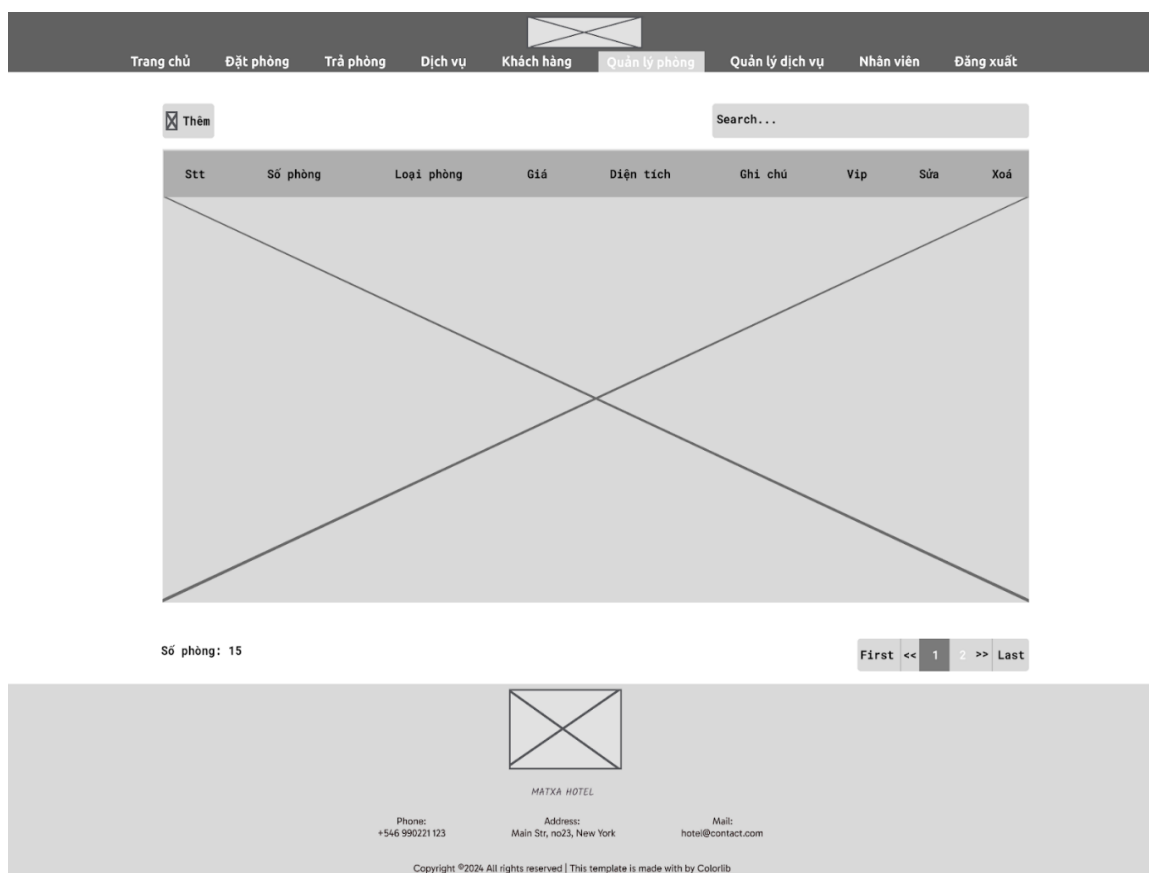 Trang chủ Đặt phòng Trả phòng Dịch vụ Khách hàng Quản lý phòng Quản lý dịch vụ Nhân viên Đăng xuất
Thêm Search...
Stt Số phòng Loại phòng Giá Diện tích Ghi chú Vip Sửa Xoá
Số phòng: 15 First << 1 2 >> Last
MATXA HOTEL
Phone: Address: Mail:
+546 990221 123 Main Str, no23, New York hotel@contact.com
Copyright ©2024 All rights reserved | This template is made with by Colorlib